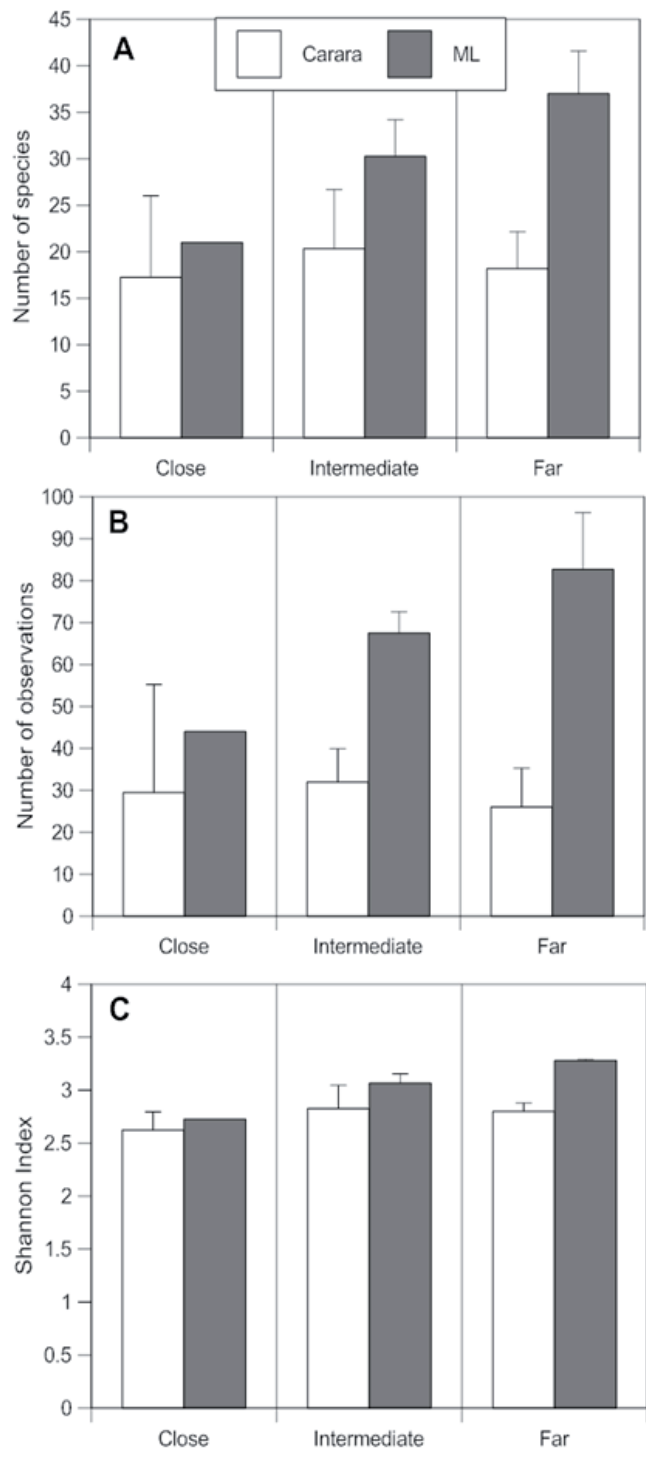 A
Carara
ML
Number of species
45
40
35
30
25
20
15
10
5
0
Close
Intermediate
Far
B
Number of observations
100
90
80
70
60
50
40
30
20
10
0
Close
Intermediate
Far
C
Shannon Index
4
3.5
3
2.5
2
1.5
1
0.5
0
Close
Intermediate
Far